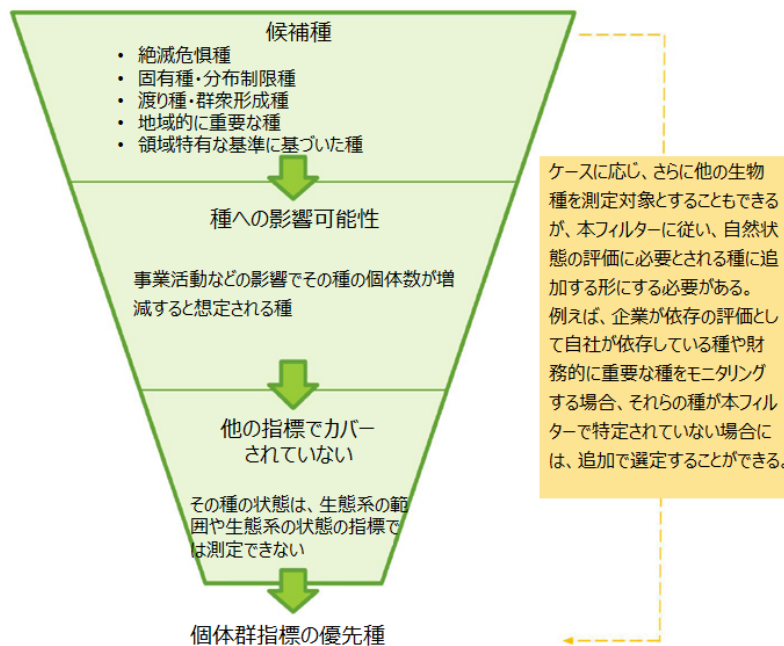 候補種
• 絶滅危惧種
• 固有種・分布制限種
• 渡り種・群衆形成種
• 地域的に重要な種
• 領域特有な基準に基づいた種
種への影響可能性
事業活動などの影響でその種の個体数が増
減すると想定される種
他の指標でカバー
されていない
その種の状態は、生態系の範
囲や生態系の状態の指標で
は測定できない
個体群指標の優先種
ケースに応じ、さらに他の生物
種を測定対象とすることもできる
が、本フィルターに従い、自然状
態の評価に必要とされる種に追
加する形にする必要がある。
例えば、企業が依存の評価とし
て自社が依存している種や財
務的に重要な種をモニタリング
する場合、それらの種が本フィル
ターで特定されていない場合に
は、追加で選定することができる。